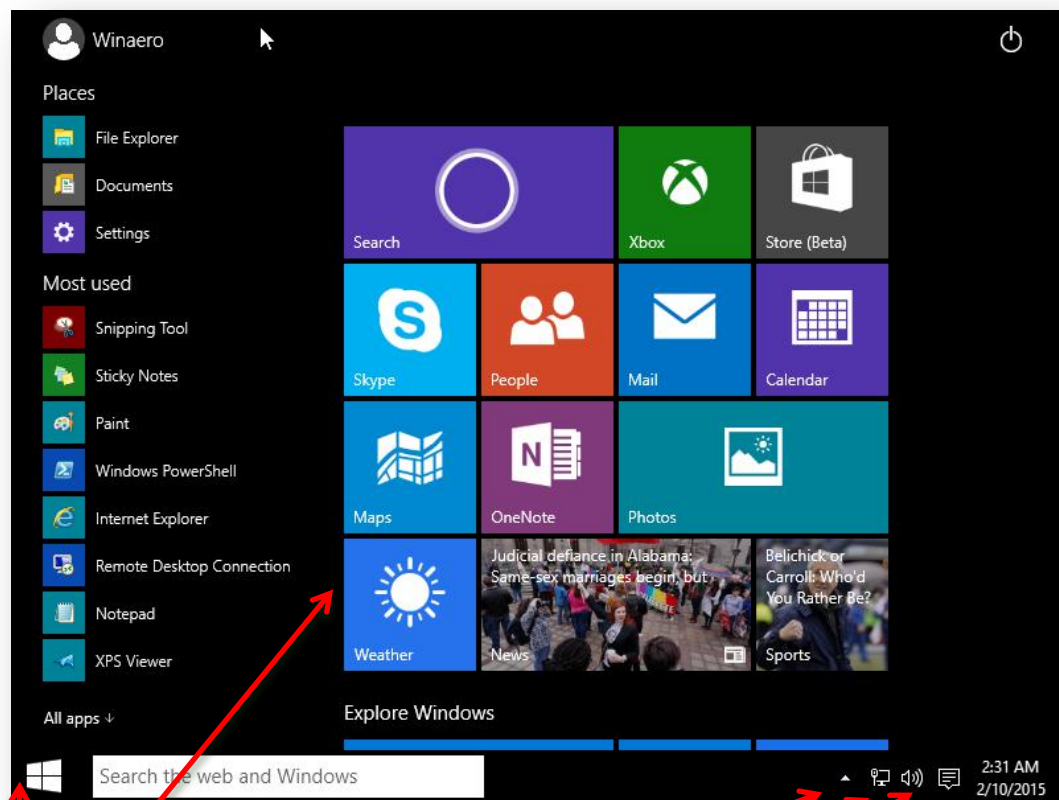 Winaero
Places
File Explorer
Documents
Settings
Most used
Snipping Tool
Sticky Notes
Paint
Windows PowerShell
Internet Explorer
Remote Desktop Connection
Notepad
XPS Viewer
All apps
Search
Xbox
Store (Beta)
Skype
People
Mail
Calendar
Maps
OneNote
Photos
Weather
Judicial defiance in Alabama:
Same-sex marriages begin, but
News
Belichick or
Carroll: Who'd
You Rather Be?
Sports
Explore Windows
Search the web and Windows
2:31 AM
2/10/2015